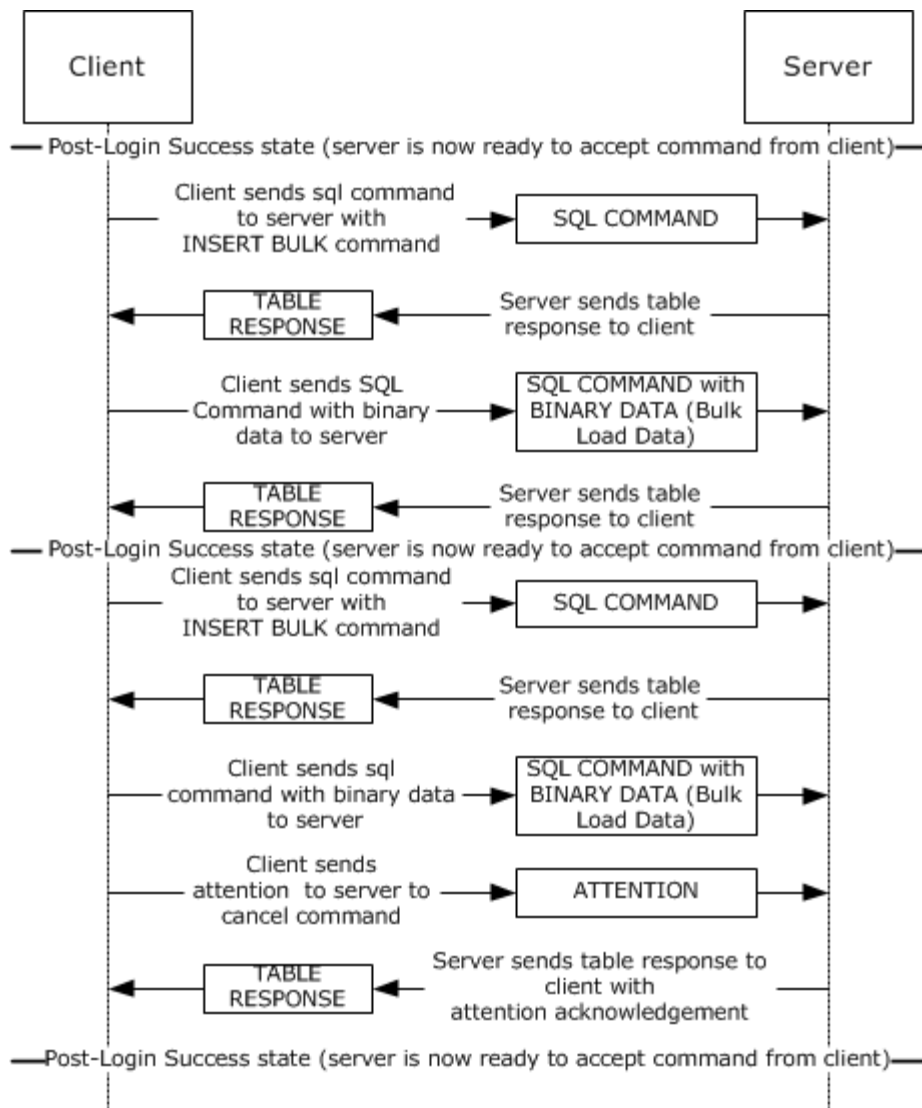 Client
Server
Post-Login Success state (server is now ready to accept command from client)
Client sends sql command
to server with
INSERT BULK command
SQL COMMAND
TABLE
RESPONSE
Server sends table
response to client
Client sends SQL
Command with binary
data to server
SQL COMMAND with
BINARY DATA (Bulk
Load Data)
TABLE
RESPONSE
Server sends table
response to client
Post-Login Success state (server is now ready to accept command from client)
Client sends sql command
to server with
INSERT BULK command
SQL COMMAND
TABLE
RESPONSE
Server sends table
response to client
Client sends sql
command with binary data
to server
SQL COMMAND with
BINARY DATA (Bulk
Load Data)
Client sends
attention to server to
cancel command
ATTENTION
TABLE
RESPONSE
Server sends table response to
client with
attention acknowledgement
Post-Login Success state (server is now ready to accept command from client)